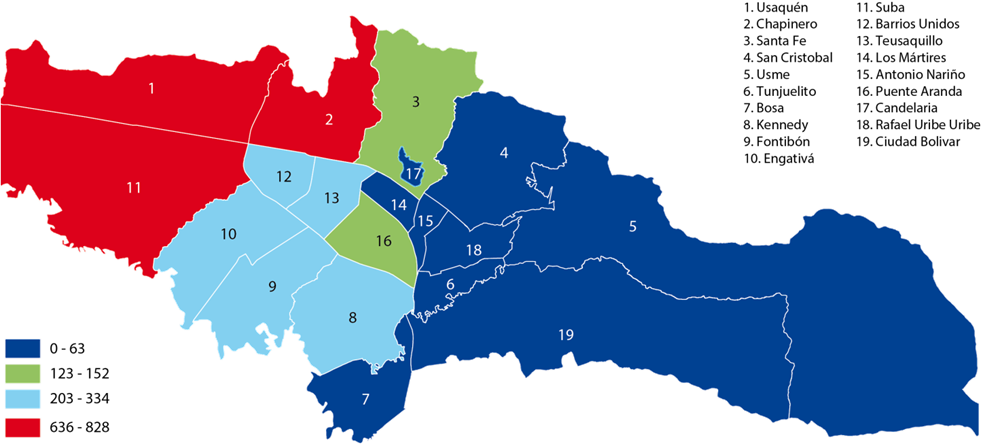 1. Usaquén
2. Chapinero
3. Santa Fe
4. San Cristobal
5. Usme
6. Tunjuelito
7. Bosa
8. Kennedy
9. Fontibón
10. Engativá
11. Suba
12. Barrios Unidos
13. Teusaquillo
14. Los Mártires
15. Antonio Nariño
16. Puente Aranda
17. Candelaria
18. Rafael Uribe Uribe
19. Ciudad Bolivar
1
2
3
4
5
6
7
8
9
10
11
12
13
14
15
16
17
18
19
0 - 63
123 - 152
203 - 334
636 - 828